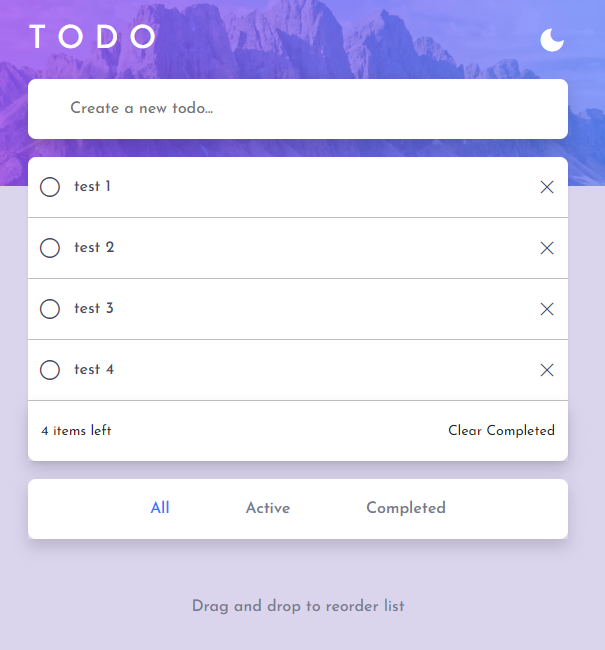 TODO
Create a new todo...
test 1
test 2
test 3
test 4
4 items left Clear Completed
All Active Completed
Drag and drop to reorder list